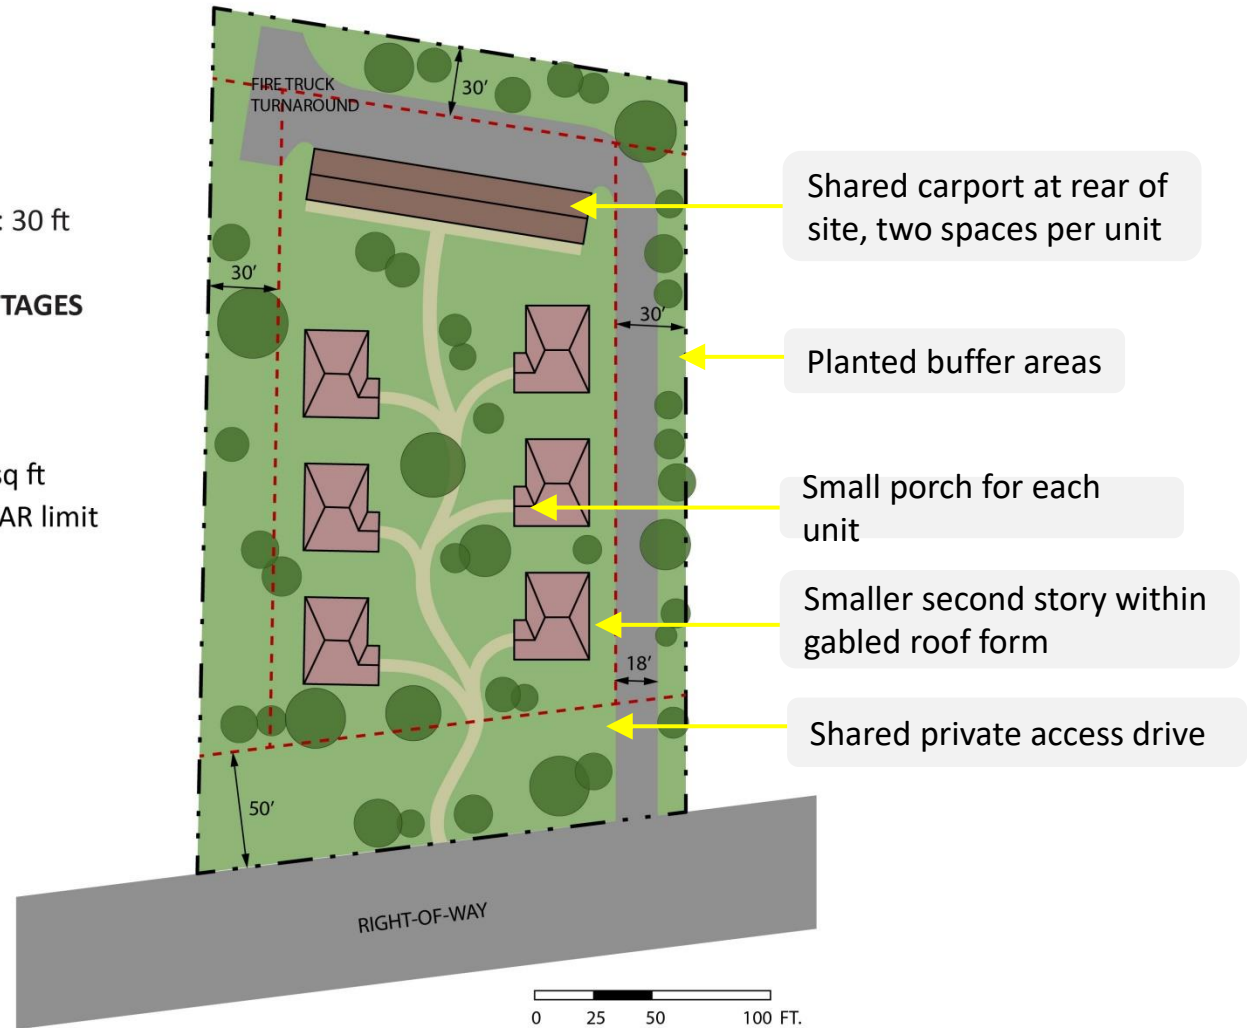 : 30 ft
TAGES
sq ft
AR limit
FIRE TRUCK
TURNAROUND
30’
30’
30’
18’
50’
RIGHT-OF-WAY
0 25 50 100 FT.
Shared carport at rear of
site, two spaces per unit
Planted buffer areas
Small porch for each
unit
Smaller second story within
gabled roof form
Shared private access drive